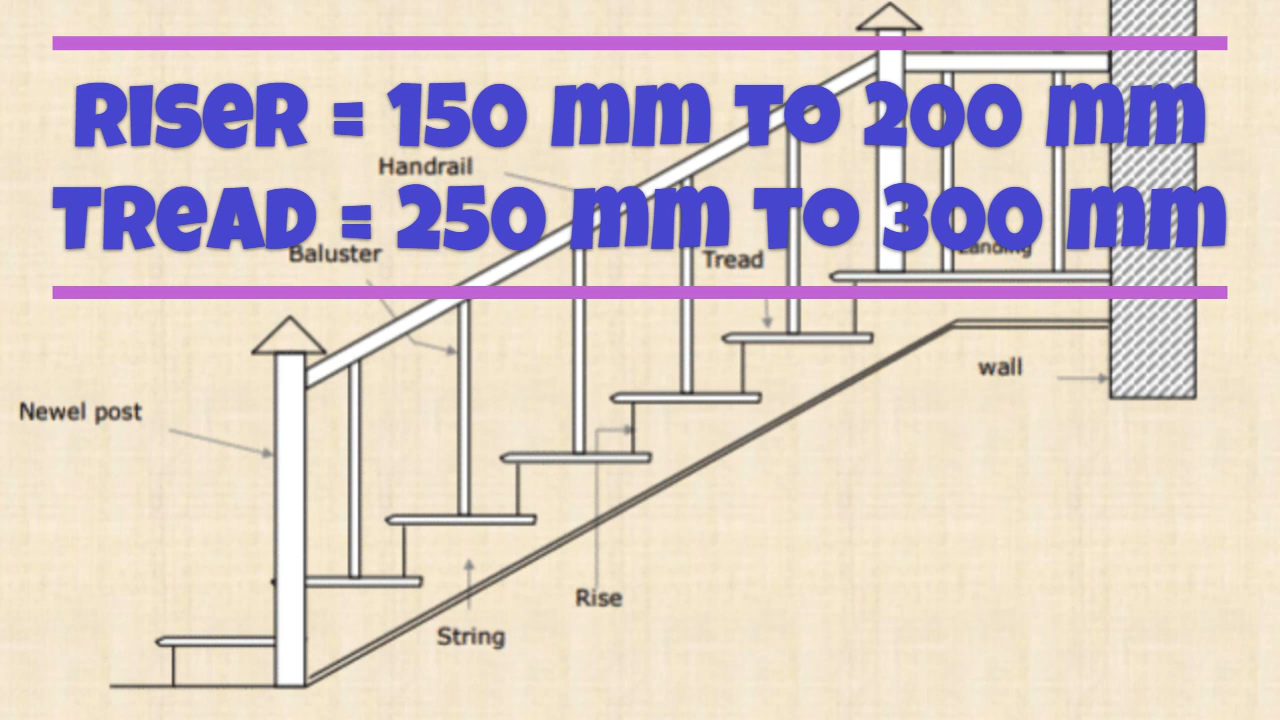 RISER = 150 mm TO 200 mm
Handrail
TREAD = 250 mm TO 300 mm
Baluster
Tread
Landing
wall
Newel post
Rise
String